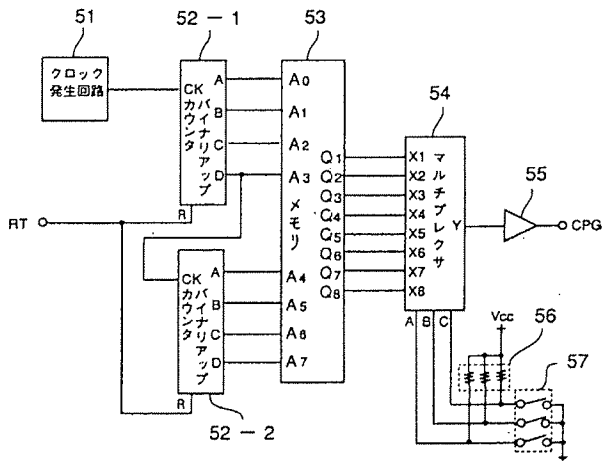 51
52-1
53
クロック
発生回路
CK
バイナリアップ
カウンタ
A
B
C
D
R
A0
A1
A2
A3
メモリ
A4
A5
A6
A7
Q1
Q2
Q3
Q4
Q5
Q6
Q7
Q8
54
X1
X2
X3
X4
X5
X6
X7
X8
マルチプレクサ
Y
A B C
55
CPG
RT
CK
バイナリアップ
カウンタ
A
B
C
D
R
52-2
Vcc
56
57